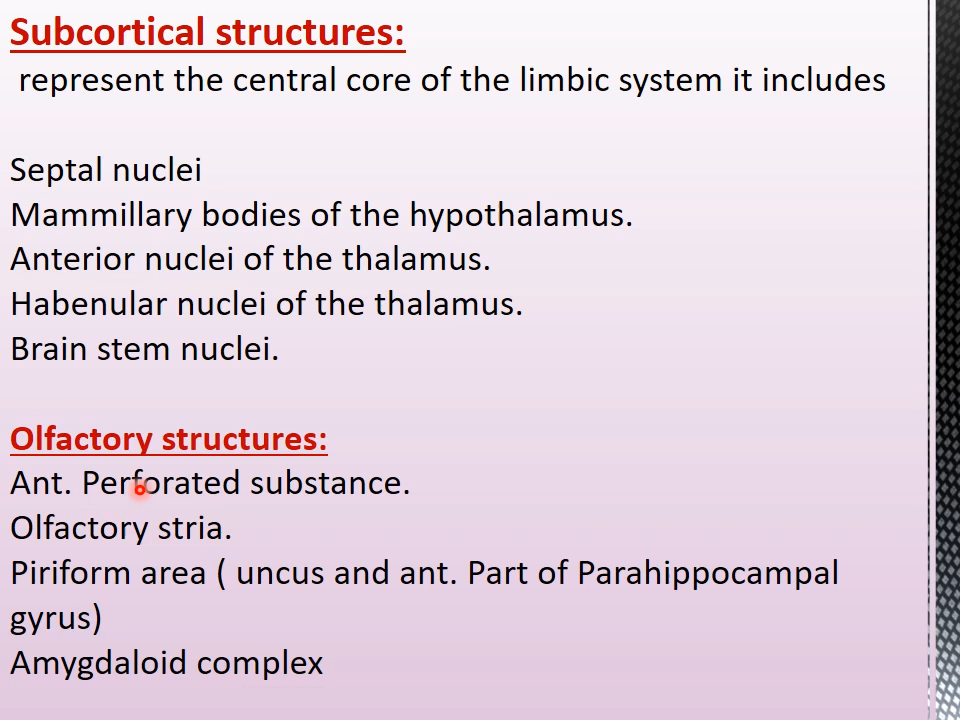 Subcortical structures:
represent the central core of the limbic system it includes
Septal nuclei
Mammillary bodies of the hypothalamus.
Anterior nuclei of the thalamus.
Habenular nuclei of the thalamus.
Brain stem nuclei.
Olfactory structures:
Ant. Perforated substance.
Olfactory stria.
Piriform area ( uncus and ant. Part of Parahippocampal
gyrus)
Amygdaloid complex